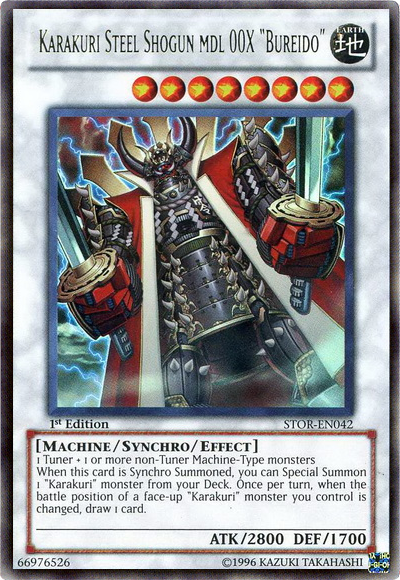 Karakuri Steel Shogun mdl 00X "Bureido"
EARTH
地
1st Edition
STOR-EN042
[Machine/Synchro/Effect]
1 Tuner + 1 or more non-Tuner Machine-Type monsters
When this card is Synchro Summoned, you can Special Summon
1 "Karakuri" monster from your Deck. Once per turn, when the
battle position of a face-up "Karakuri" monster you control is
changed, draw 1 card.
ATK/2800 DEF/1700
66976526
©1996 KAZUKI TAKAHASHI